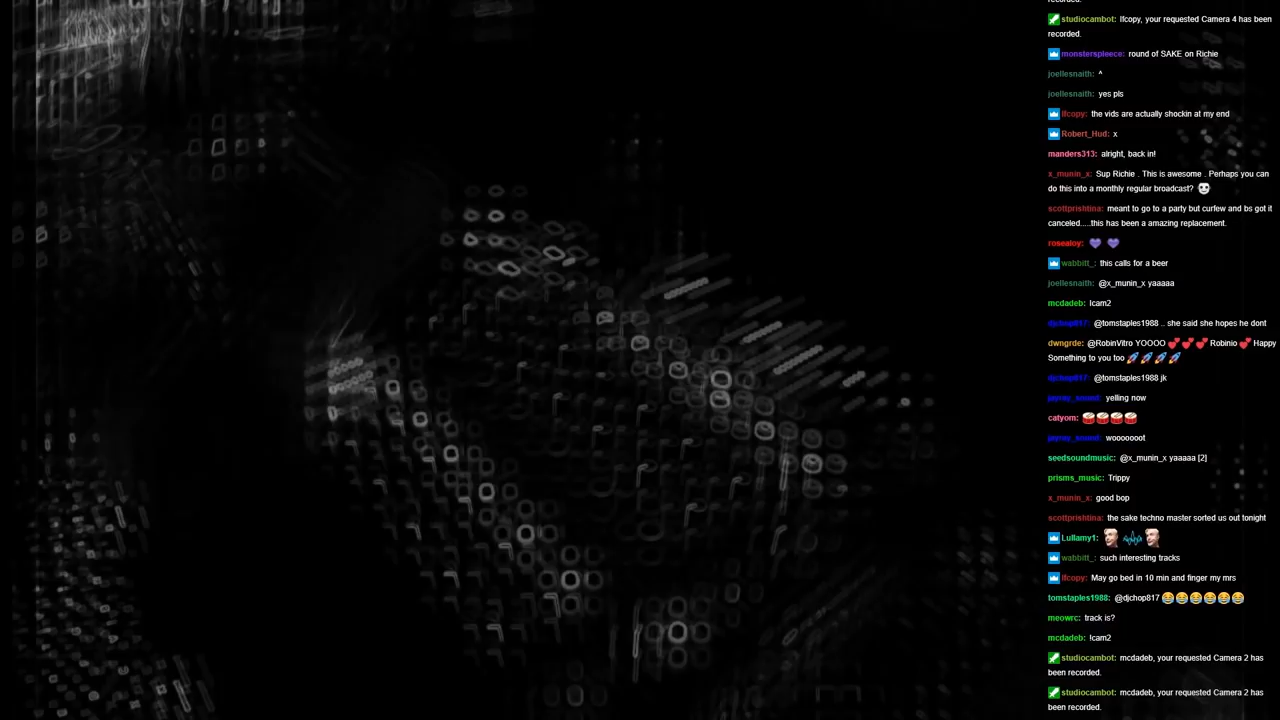 recorded.
studiocambot: lfcopy, your requested Camera 4 has been
recorded.
monsterpleece: round of SAKE on Richie
joellesnaith: ^
joellesnaith: yes pls
lfcopy: the vids are actually shockin at my end
Robert_Hud: x
manders313: alright, back in!
x_munin_x: Sup Richie . This is awesome . Perhaps you can
do this into a monthly regular broadcast? 💀
scottprishtina: meant to go to a party but curfew and bs got it
canceled.....this has been a amazing replacement.
rosealoy: 💜 💜
wabbitt_: this calls for a beer
joellesnaith: @x_munin_x yaaaaa
mcdadeb: !cam2
djchop817: @tomstaples1988 .. she said she hopes he dont
dwngrde: @RobinVitro YOOOO 💕 💕 💕 Robinio 💕 Happy
Something to you too 🚀 🚀 🚀 🚀
djchop817: @tomstaples1988 jk
jayray_sound: yelling now
catyom: 🥁 🥁 🥁 🥁
jayray_sound: wooooooot
seedsoundmusic: @x_munin_x yaaaaa [2]
prisms_music: Trippy
x_munin_x: good bop
scottprishtina: the sake techno master sorted us out tonight
Lullamy1:
wabbitt_: such interesting tracks
lfcopy: May go bed in 10 min and finger my mrs
tomstaples1988: @djchop817 😂 😂 😂 😂 😂 😂
meowrc: track is?
mcdadeb: !cam2
studiocambot: mcdadeb, your requested Camera 2 has
been recorded.
studiocambot: mcdadeb, your requested Camera 2 has
been recorded.